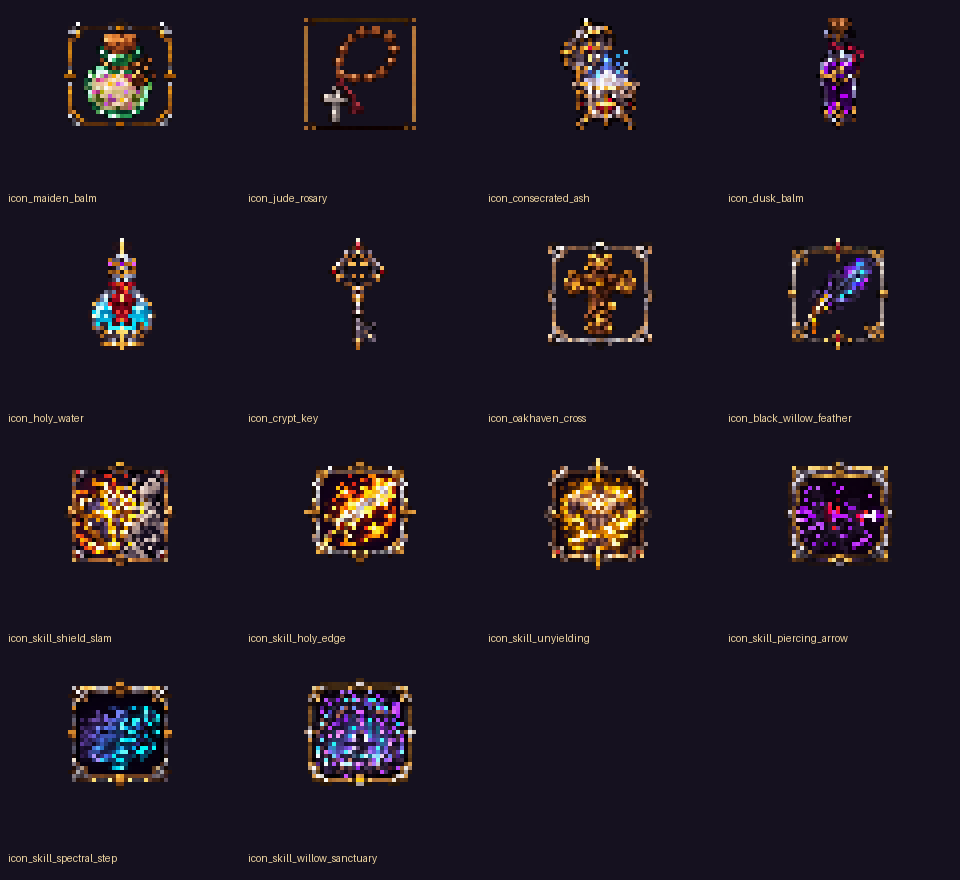 icon_maiden_balm
icon_jude_rosary
icon_consecrated_ash
icon_dusk_balm
icon_holy_water
icon_crypt_key
icon_oakhaven_cross
icon_black_willow_feather
icon_skill_shield_slam
icon_skill_holy_edge
icon_skill_unyielding
icon_skill_piercing_arrow
icon_skill_spectral_step
icon_skill_willow_sanctuary